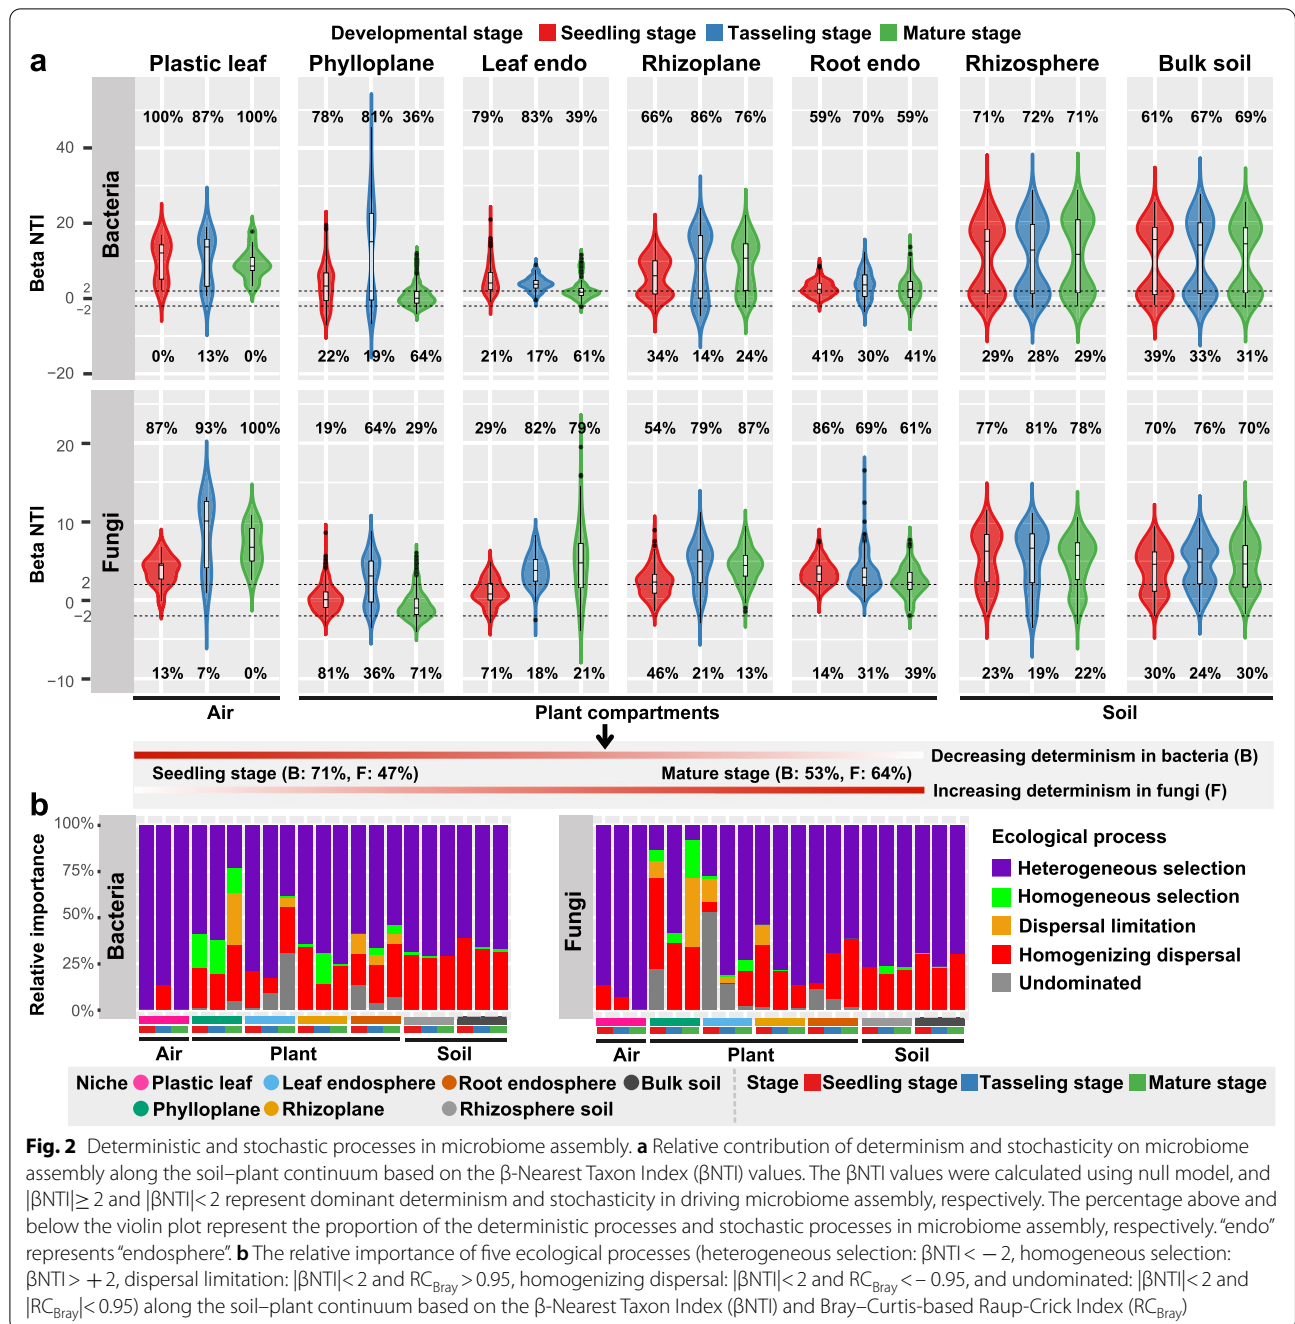 Developmental stage Seedling stage Tasseling stage Mature stage
a
Plastic leaf Phylloplane Leaf endo Rhizoplane Root endo Rhizosphere Bulk soil
Bacteria
Beta NTI
100% 87% 100% 78% 81% 36% 79% 83% 39% 66% 86% 76% 59% 70% 59% 71% 72% 71% 61% 67% 69%
40
20
2
0
−2
0% 13% 0% 22% 19% 64% 21% 17% 61% 34% 14% 24% 41% 30% 41% 29% 28% 29% 39% 33% 31%
−20
Fungi
Beta NTI
87% 93% 100% 19% 64% 29% 29% 82% 79% 54% 79% 87% 86% 69% 61% 77% 81% 78% 70% 76% 70%
20
10
2
0
−2
13% 7% 0% 81% 36% 71% 71% 18% 21% 46% 21% 13% 14% 31% 39% 23% 19% 22% 30% 24% 30%
−10
Air Plant compartments Soil
Decreasing determinism in bacteria (B)
Seedling stage (B: 71%, F: 47%) Mature stage (B: 53%, F: 64%)
Increasing determinism in fungi (F)
b
Relative importance
100%
75%
50%
25%
0%
Bacteria
Air Plant Soil
Fungi
Air Plant Soil
Ecological process
Heterogeneous selection
Homogeneous selection
Dispersal limitation
Homogenizing dispersal
Undominated
Niche Plastic leaf Leaf endosphere Root endosphere Bulk soil
Phylloplane Rhizoplane Rhizosphere soil
Stage Seedling stage Tasseling stage Mature stage
Fig. 2 Deterministic and stochastic processes in microbiome assembly. a Relative contribution of determinism and stochasticity on microbiome
assembly along the soil–plant continuum based on the β-Nearest Taxon Index (βNTI) values. The βNTI values were calculated using null model, and
|βNTI|≥ 2 and |βNTI|< 2 represent dominant determinism and stochasticity in driving microbiome assembly, respectively. The percentage above and
below the violin plot represent the proportion of the deterministic processes and stochastic processes in microbiome assembly, respectively. “endo”
represents “endosphere”. b The relative importance of five ecological processes (heterogeneous selection: βNTI < − 2, homogeneous selection:
βNTI > + 2, dispersal limitation: |βNTI|< 2 and RCBray > 0.95, homogenizing dispersal: |βNTI|< 2 and RCBray < – 0.95, and undominated: |βNTI|< 2 and
|RCBray|< 0.95) along the soil–plant continuum based on the β-Nearest Taxon Index (βNTI) and Bray–Curtis-based Raup-Crick Index (RCBray)